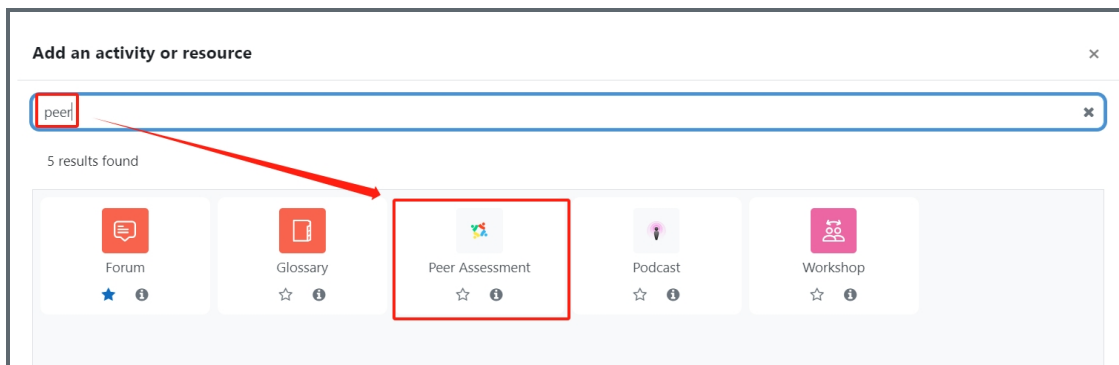 Add an activity or resource
peer
5 results found
Forum
Glossary
Peer Assessment
Podcast
Workshop